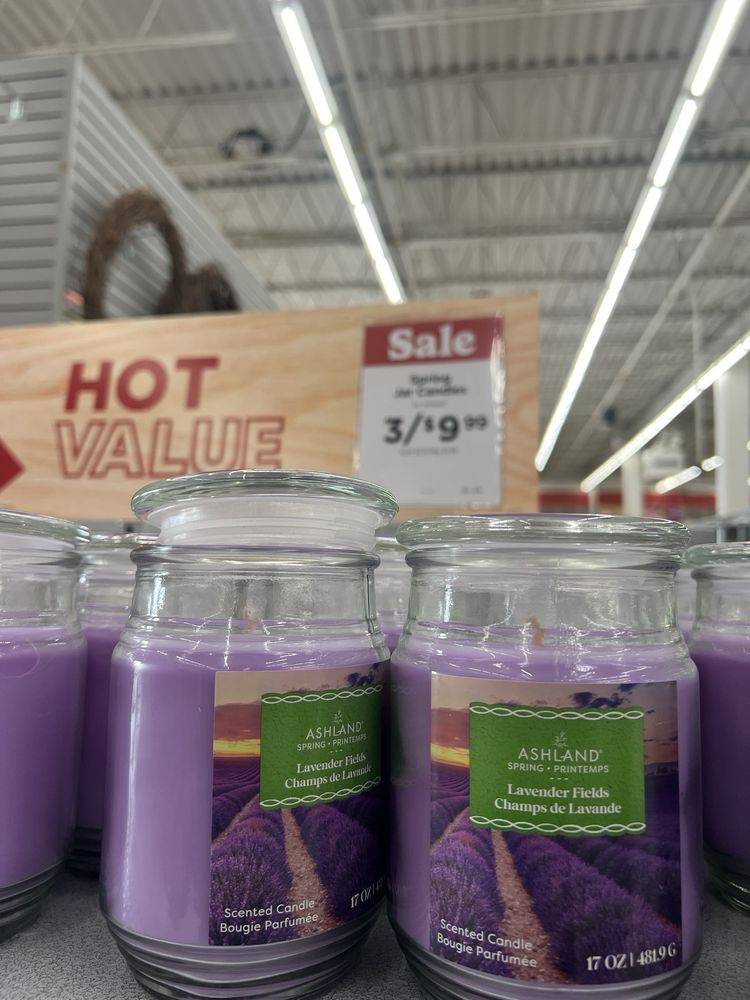 HOT
VALUE
Sale
Spring
Jar Candles
3/$9.99
ASHLAND®
SPRING • PRINTEMPS
Lavender Fields
Champs de Lavande
Scented Candle
Bougie Parfumée
17 OZ | 48
ASHLAND®
SPRING • PRINTEMPS
Lavender Fields
Champs de Lavande
Scented Candle
Bougie Parfumée
17 OZ | 481.9 G